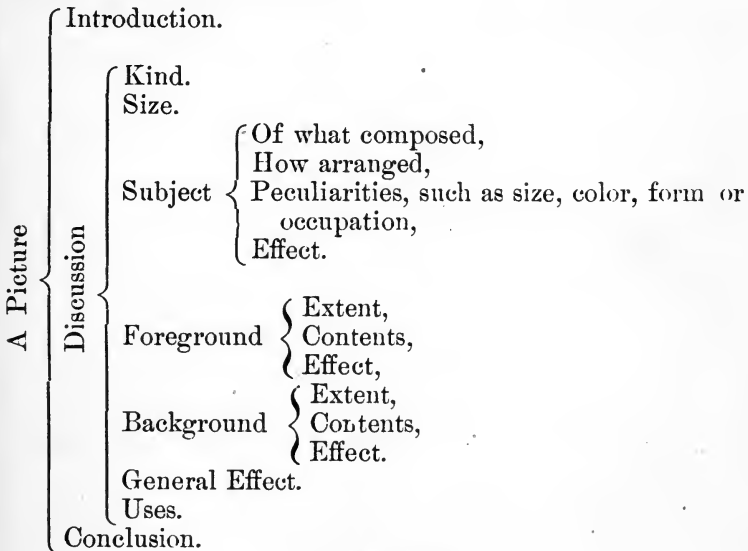 Introduction.
Kind.
Size.
Of what composed,
How arranged,
Subject
Peculiarities, such as size, color, form or
occupation,
Effect.
A Picture
Discussion
Extent,
Foreground
Contents,
Effect,
Extent,
Background
Contents,
Effect.
General Effect.
Uses.
Conclusion.